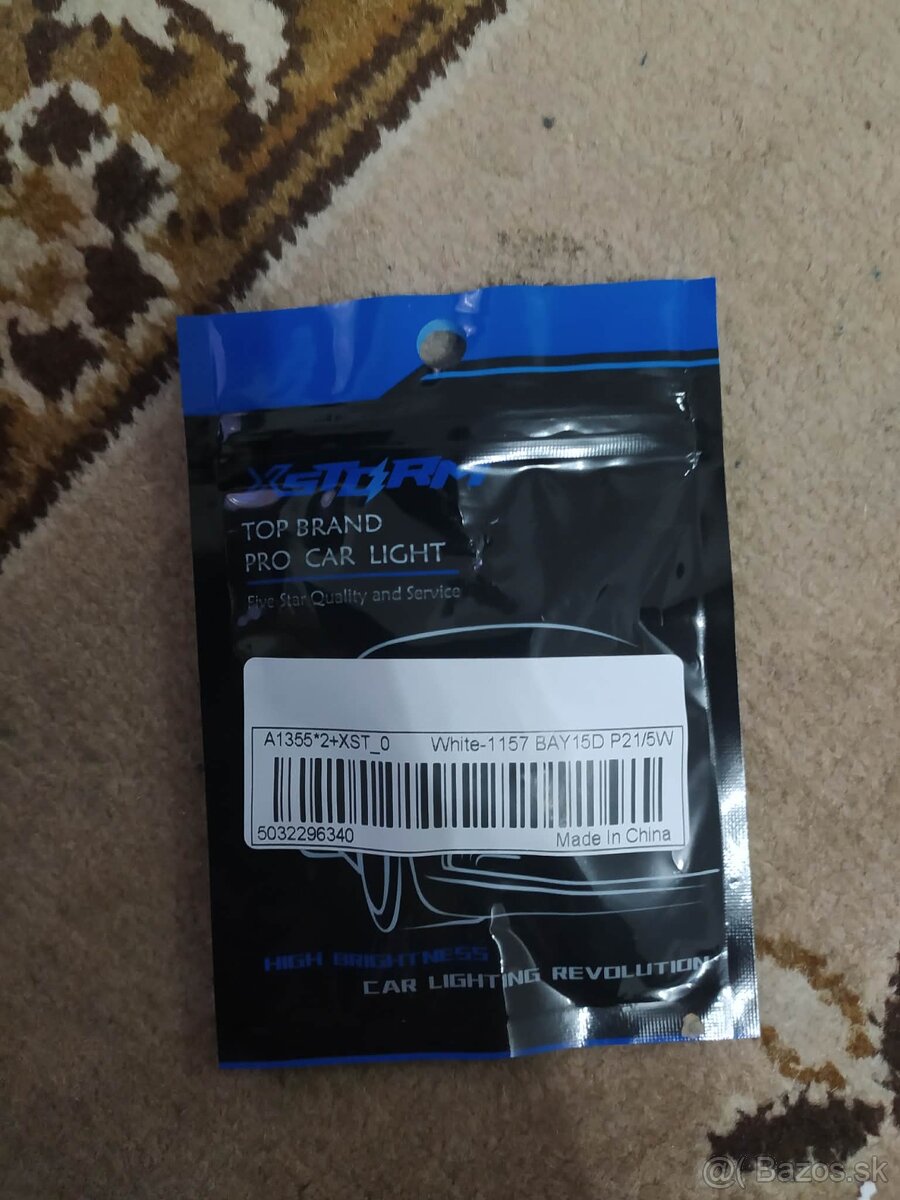 XSTORM
TOP BRAND
PRO CAR LIGHT
Five Star Quality and Service
A1355*2+XST_0 White-1157 BAY15D P21/5W
5032296340 Made In China
HIGH BRIGHTNESS
CAR LIGHTING REVOLUTION
@( Bazos.sk